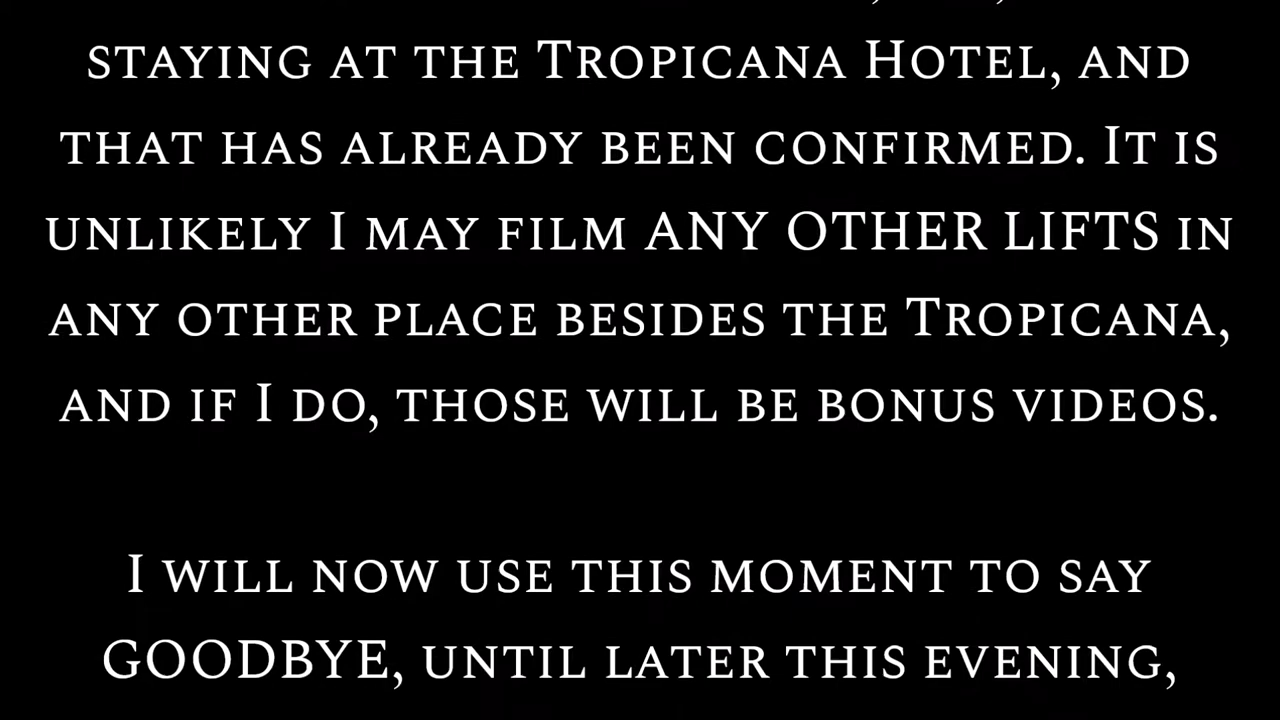 staying at the Tropicana Hotel, and
that has already been confirmed. It is
unlikely I may film ANY OTHER LIFTS in
any other place besides the Tropicana,
and if I do, those will be bonus videos.
I will now use this moment to say
GOODBYE, until later this evening,